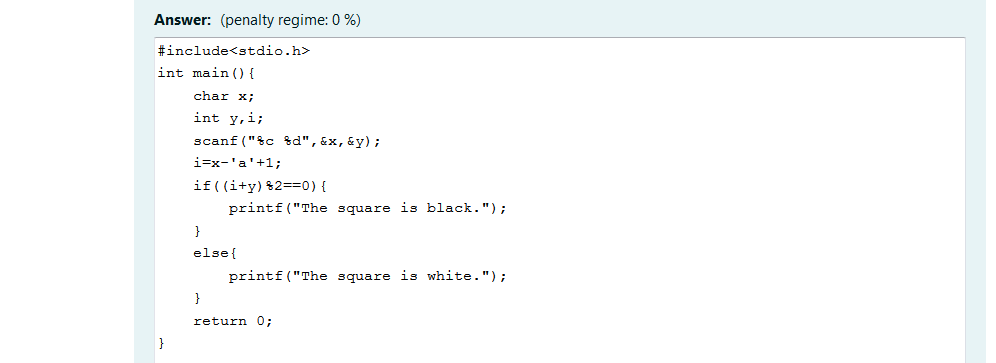 Answer: (penalty regime: 0 %)
#include<stdio.h>
int main(){
    char x;
    int y,i;
    scanf("%c %d",&x,&y);
    i=x-'a'+1;
    if((i+y)%2==0){
        printf("The square is black.");
    }
    else{
        printf("The square is white.");
    }
    return 0;
}